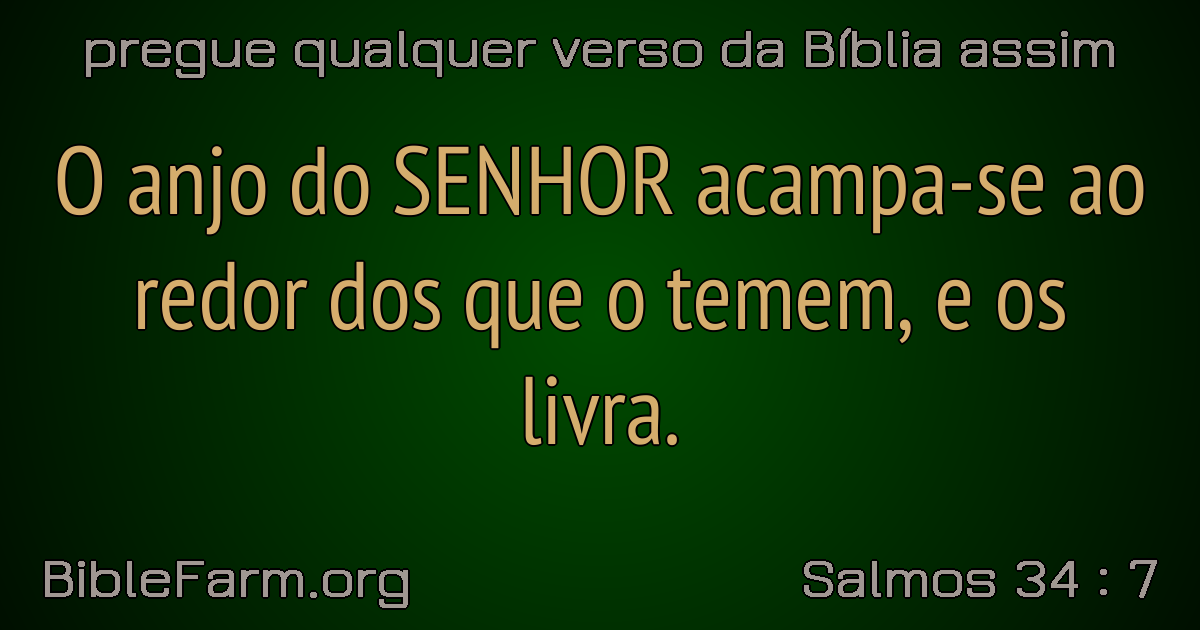 pregue qualquer verso da Bíblia assim
O anjo do SENHOR acampa-se ao
redor dos que o temem, e os
livra.
BibleFarm.org
Salmos 34 : 7